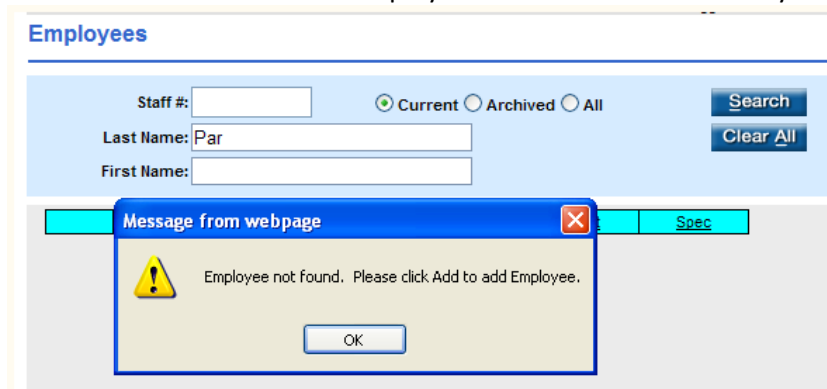 Employees
Staff #:
Current Archived All
Search
Last Name: Par
Clear All
First Name:
Message from webpage
Spec
Employee not found. Please click Add to add Employee.
OK